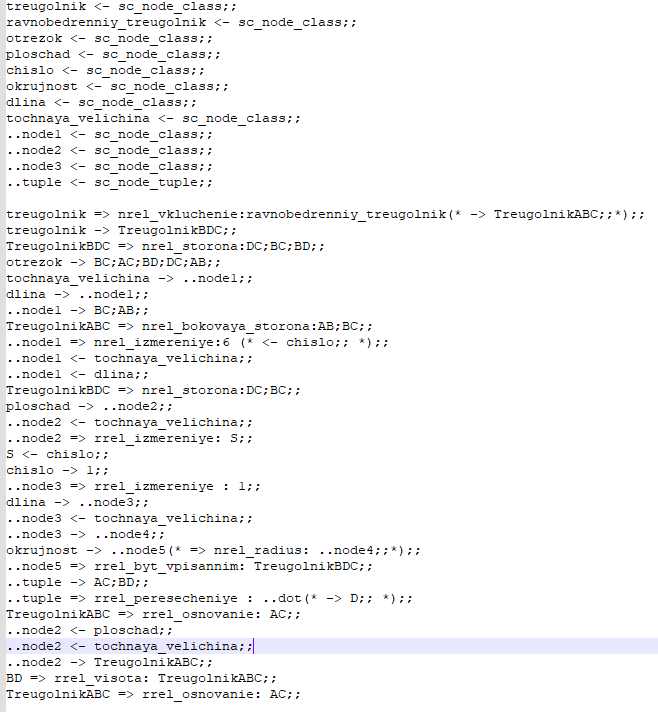 treugolnik <- sc_node_class;;
ravnobedrenniy_treugolnik <- sc_node_class;;
otrezok <- sc_node_class;;
ploschad <- sc_node_class;;
chislo <- sc_node_class;;
okrujnost <- sc_node_class;;
dlina <- sc_node_class;;
tochnaya_velichina <- sc_node_class;;
..node1 <- sc_node_class;;
..node2 <- sc_node_class;;
..node3 <- sc_node_class;;
..tuple <- sc_node_tuple;;
treugolnik => nrel_vkluchenie:ravnobedrenniy_treugolnik(* -> TreugolnikABC;;*);;
treugolnik -> TreugolnikBDC;;
TreugolnikBDC => nrel_storona:DC;BC;BD;;
otrezok -> BC;AC;BD;DC;AB;;
tochnaya_velichina -> ..node1;;
dlina -> ..node1;;
..node1 -> BC;AB;;
TreugolnikABC => nrel_bokovaya_storona:AB;BC;;
..node1 => nrel_izmereniye:6 (* <- chislo;; *);;
..node1 <- tochnaya_velichina;;
..node1 <- dlina;;
TreugolnikBDC => nrel_storona:DC;BC;;
ploschad -> ..node2;;
..node2 <- tochnaya_velichina;;
..node2 => rrel_izmereniye: S;;
S <- chislo;;
chislo -> 1;;
..node3 => rrel_izmereniye : 1;;
dlina -> ..node3;;
..node3 <- tochnaya_velichina;;
..node3 -> ..node4;;
okrujnost -> ..node5(* => nrel_radius: ..node4;;*);;
..node5 => rrel_byt_vpisannim: TreugolnikBDC;;
..tuple -> AC;BD;;
..tuple => rrel_peresecheniye : ..dot(* -> D;; *);;
TreugolnikABC => rrel_osnovanie: AC;;
..node2 <- ploschad;;
..node2 <- tochnaya_velichina;;
..node2 -> TreugolnikABC;;
BD => rrel_visota: TreugolnikABC;;
TreugolnikABC => rrel_osnovanie: AC;;